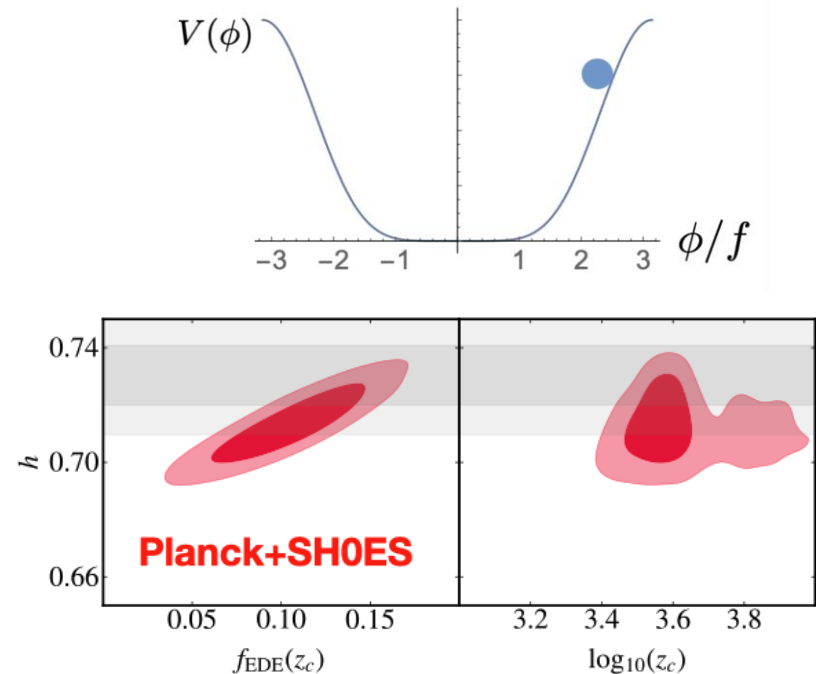 V(φ)
−3 −2 −1 1 2 3 φ/f
0.74
0.70
0.66
h
Planck+SH0ES
0.05 0.10 0.15 3.2 3.4 3.6 3.8
f_EDE(z_c) log₁₀(z_c)